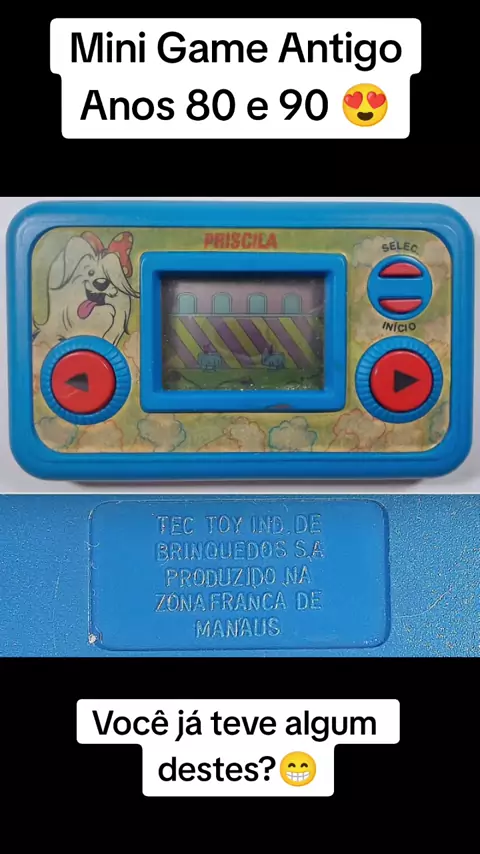 Mini Game Antigo
Anos 80 e 90 😍
PRISCILA
SELEC.
INÍCIO
TEC TOY IND. DE
BRINQUEDOS S.A
PRODUZIDO NA
ZONA FRANCA DE
MANAUS
Você já teve algum
destes?😁